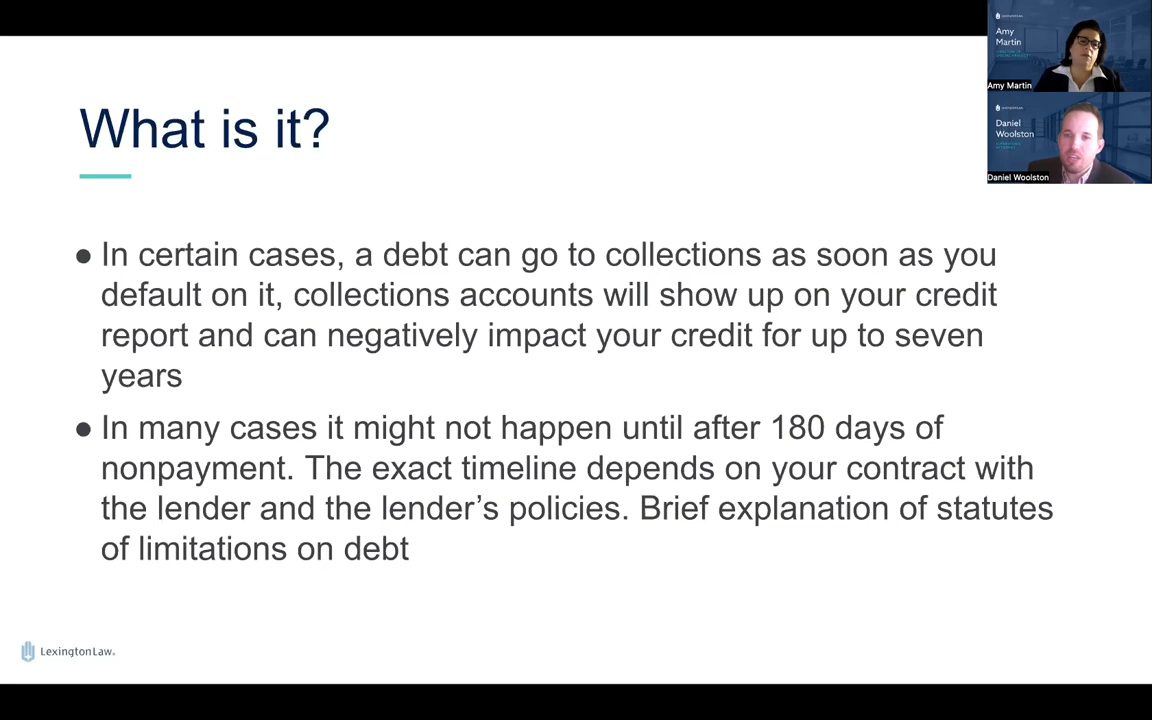 What is it?
● In certain cases, a debt can go to collections as soon as you
default on it, collections accounts will show up on your credit
report and can negatively impact your credit for up to seven
years
● In many cases it might not happen until after 180 days of
nonpayment. The exact timeline depends on your contract with
the lender and the lender’s policies. Brief explanation of statutes
of limitations on debt
LexingtonLaw.
Amy
Martin
Amy Martin
Daniel
Woolston
Daniel Woolston